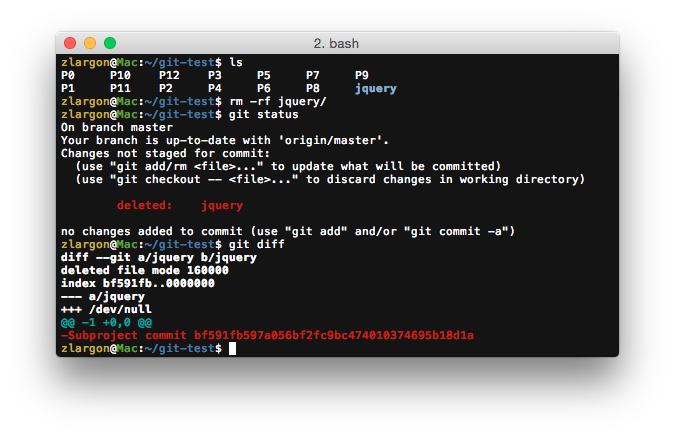 2. bash
zlargon@Mac:~/git-test$ ls
P0 P10 P12 P3 P5 P7 P9
P1 P11 P2 P4 P6 P8 jquery
zlargon@Mac:~/git-test$ rm -rf jquery/
zlargon@Mac:~/git-test$ git status
On branch master
Your branch is up-to-date with 'origin/master'.
Changes not staged for commit:
(use "git add/rm <file>..." to update what will be committed)
(use "git checkout -- <file>..." to discard changes in working directory)
deleted: jquery
no changes added to commit (use "git add" and/or "git commit -a")
zlargon@Mac:~/git-test$ git diff
diff --git a/jquery b/jquery
deleted file mode 160000
index bf591fb..0000000
--- a/jquery
+++ /dev/null
@@ -1 +0,0 @@
-Subproject commit bf591fb597a056bf2fc9bc474010374695b18d1a
zlargon@Mac:~/git-test$